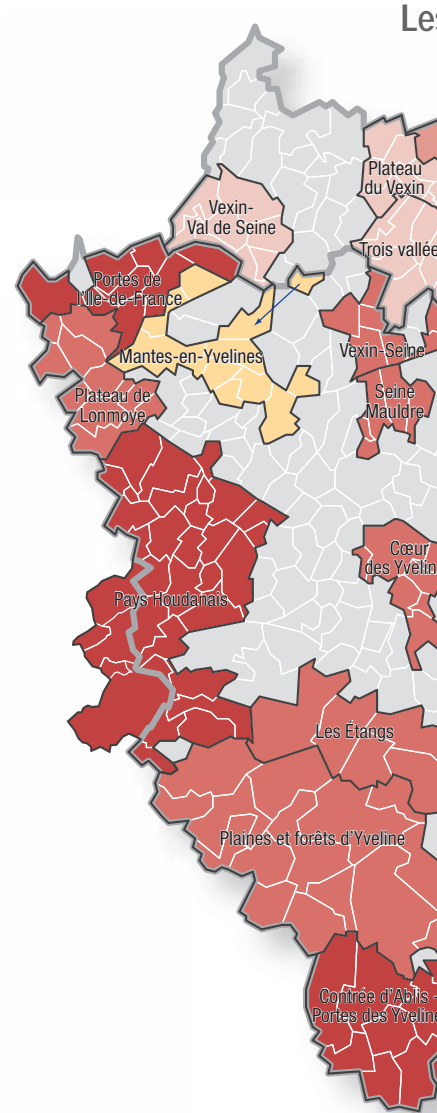 Les
Plateau
du Vexin
Vexin-
Val de Seine
Trois vallée
Portes de
l'Ile-de-France
Mantes-en-Yvelines
Vexin-Seine
Plateau de
Lonmoye
Seine
Mauldre
Cœur
des Yvelin
Pays Houdanais
Les Étangs
Plaines et forêts d'Yveline
Contrée d'Ablis -
Portes des Yveline